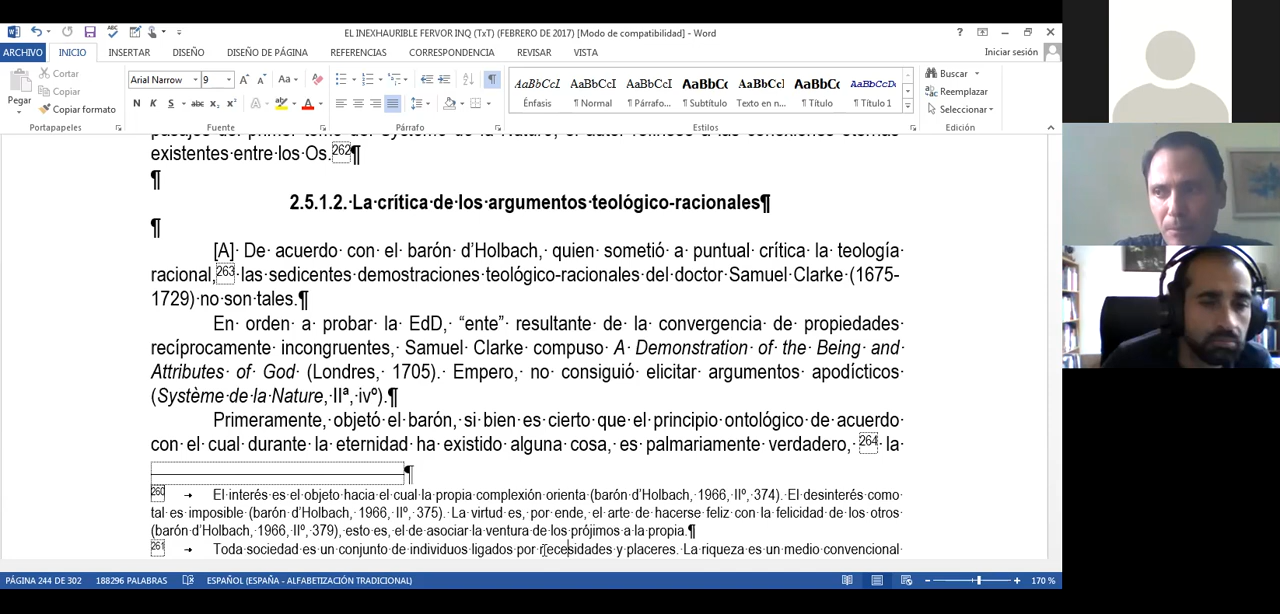 EL INEXHAURIBLE FERVOR INQ (TxT) (FEBRERO DE 2017) [Modo de compatibilidad] - Word
ARCHIVO INICIO INSERTAR DISEÑO DISEÑO DE PÁGINA REFERENCIAS CORRESPONDENCIA REVISAR VISTA Iniciar sesión
Pegar
Cortar
Copiar
Copiar formato
Portapapeles
Arial Narrow 9
N K S abc x₂ x²
Fuente
Párrafo
AaBbCcI AaBbCcI AaBbCcI AaBbCc AaBbCcI AaBbCc AaBbCcDc
Énfasis ¶ Normal ¶ Párrafo... ¶ Subtítulo Texto en n... ¶ Título ¶ Título 1
Estilos
Buscar
Reemplazar
Seleccionar
Edición
existentes entre los Os.262¶
¶
2.5.1.2. La crítica de los argumentos teológico-racionales¶
¶
[A] De acuerdo con el barón d’Holbach, quien sometió a puntual crítica la teología
racional,263 las sedicentes demostraciones teológico-racionales del doctor Samuel Clarke (1675-
1729) no son tales.¶
En orden a probar la EdD, “ente” resultante de la convergencia de propiedades
recíprocamente incongruentes, Samuel Clarke compuso A Demonstration of the Being and
Attributes of God (Londres, 1705). Empero, no consiguió elicitar argumentos apodícticos
(Système de la Nature, IIª, ivº).¶
Primeramente, objetó el barón, si bien es cierto que el principio ontológico de acuerdo
con el cual durante la eternidad ha existido alguna cosa, es palmariamente verdadero, 264 la
¶
260 El interés es el objeto hacia el cual la propia complexión orienta (barón d’Holbach, 1966, IIº, 374). El desinterés como
tal es imposible (barón d’Holbach, 1966, IIº, 375). La virtud es, por ende, el arte de hacerse feliz con la felicidad de los otros
(barón d’Holbach, 1966, IIº, 379), esto es, el de asociar la ventura de los prójimos a la propia.¶
261 Toda sociedad es un conjunto de individuos ligados por necesidades y placeres. La riqueza es un medio convencional
PÁGINA 244 DE 302 188296 PALABRAS ESPAÑOL (ESPAÑA - ALFABETIZACIÓN TRADICIONAL) 170 %